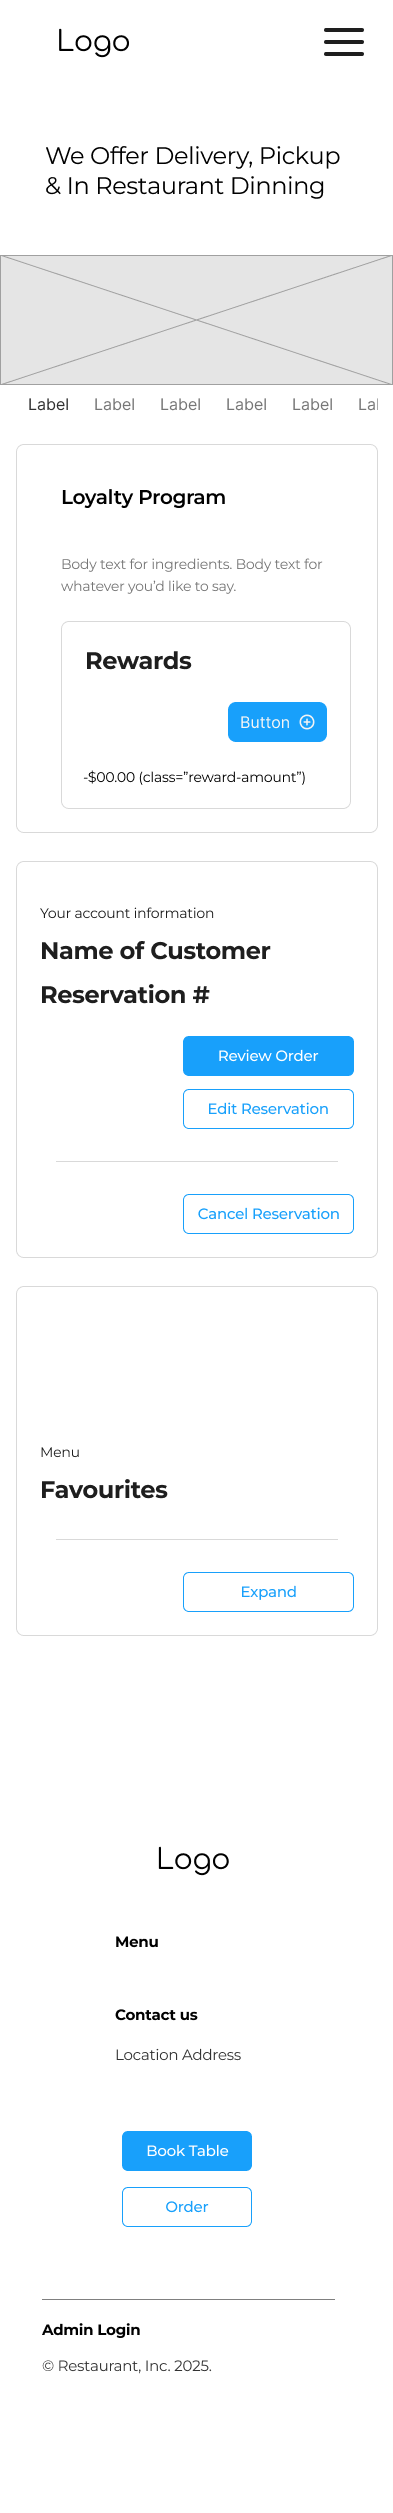 Logo
We Offer Delivery, Pickup
& In Restaurant Dinning
Label Label Label Label Label Lal
Loyalty Program
Body text for ingredients. Body text for
whatever you’d like to say.
Rewards
Button
-$00.00 (class=”reward-amount”)
Your account information
Name of Customer
Reservation #
Review Order
Edit Reservation
Cancel Reservation
Menu
Favourites
Expand
Logo
Menu
Contact us
Location Address
Book Table
Order
Admin Login
© Restaurant, Inc. 2025.